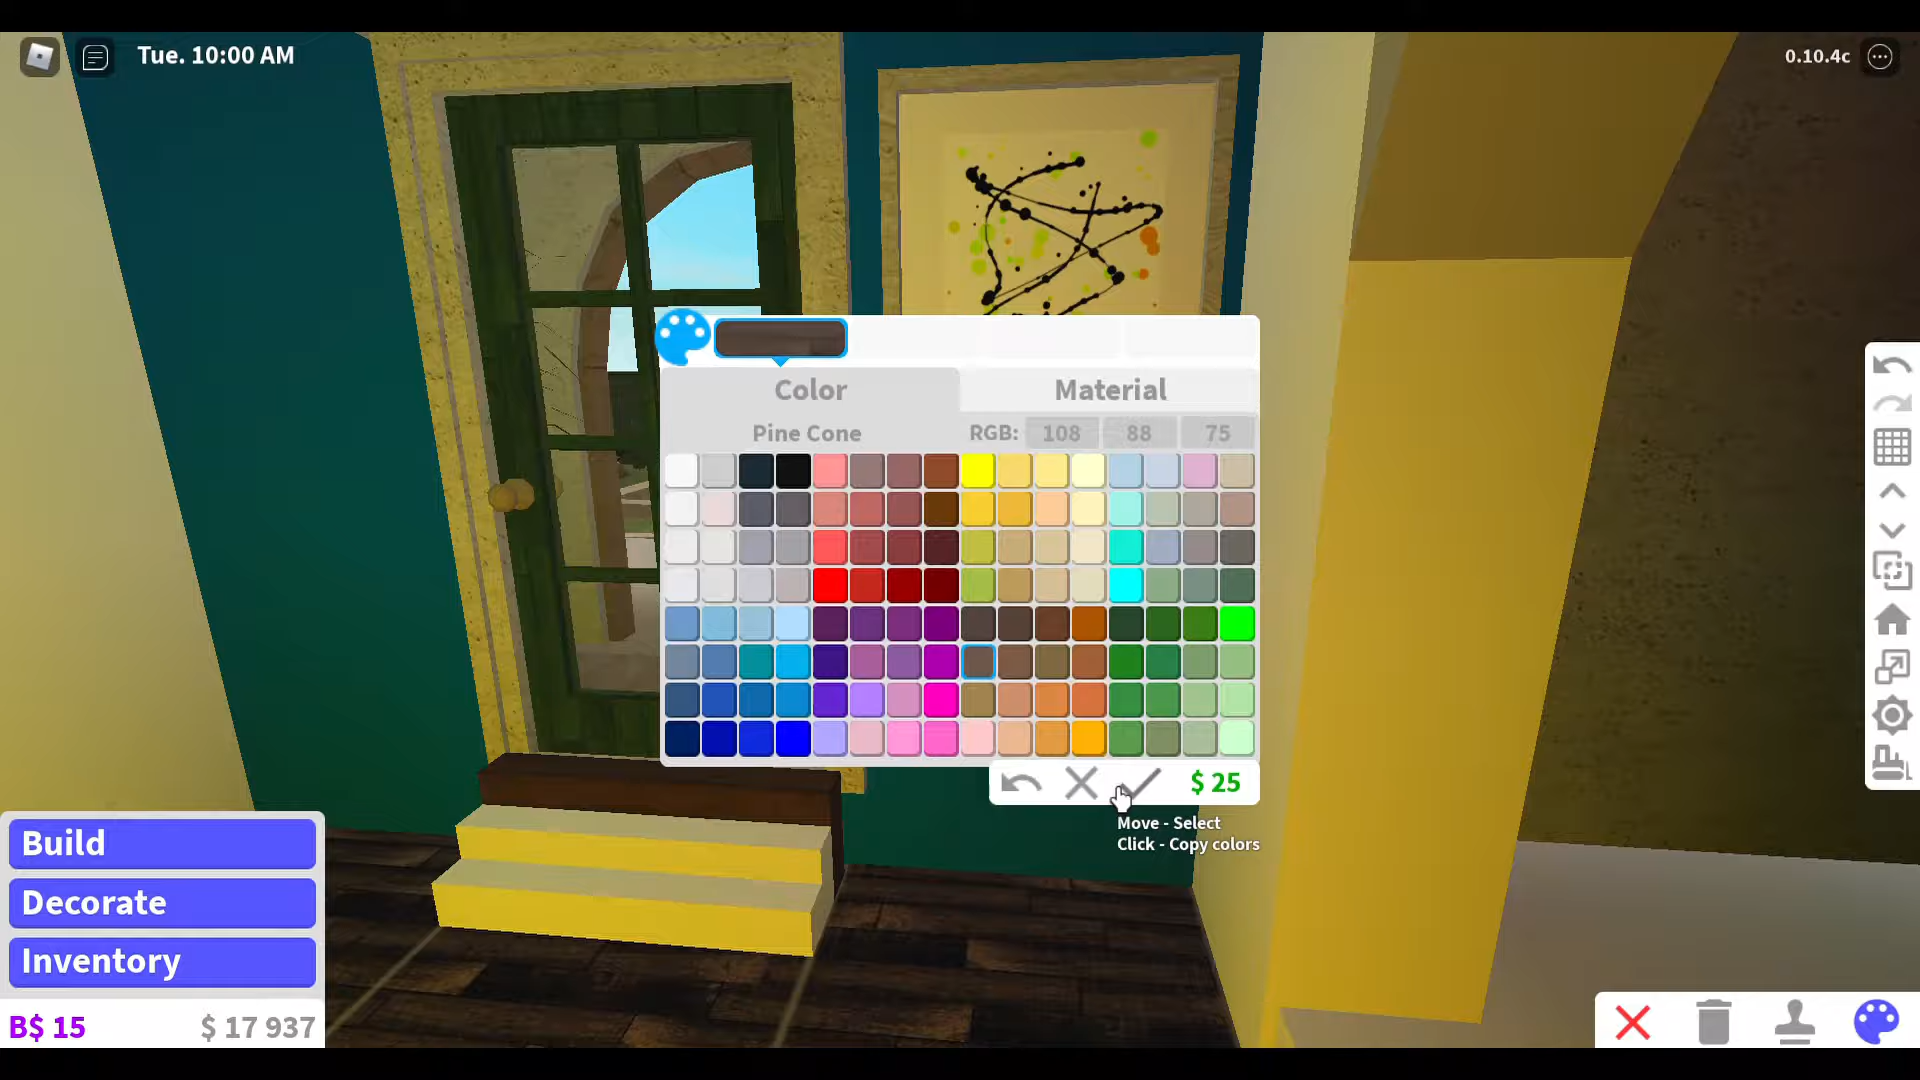 Tue. 10:00 AM
0.10.4c
Color
Material
Pine Cone
RGB: 108 88 75
$ 25
Move - Select
Click - Copy colors
Build
Decorate
Inventory
B$ 15
$ 17 937